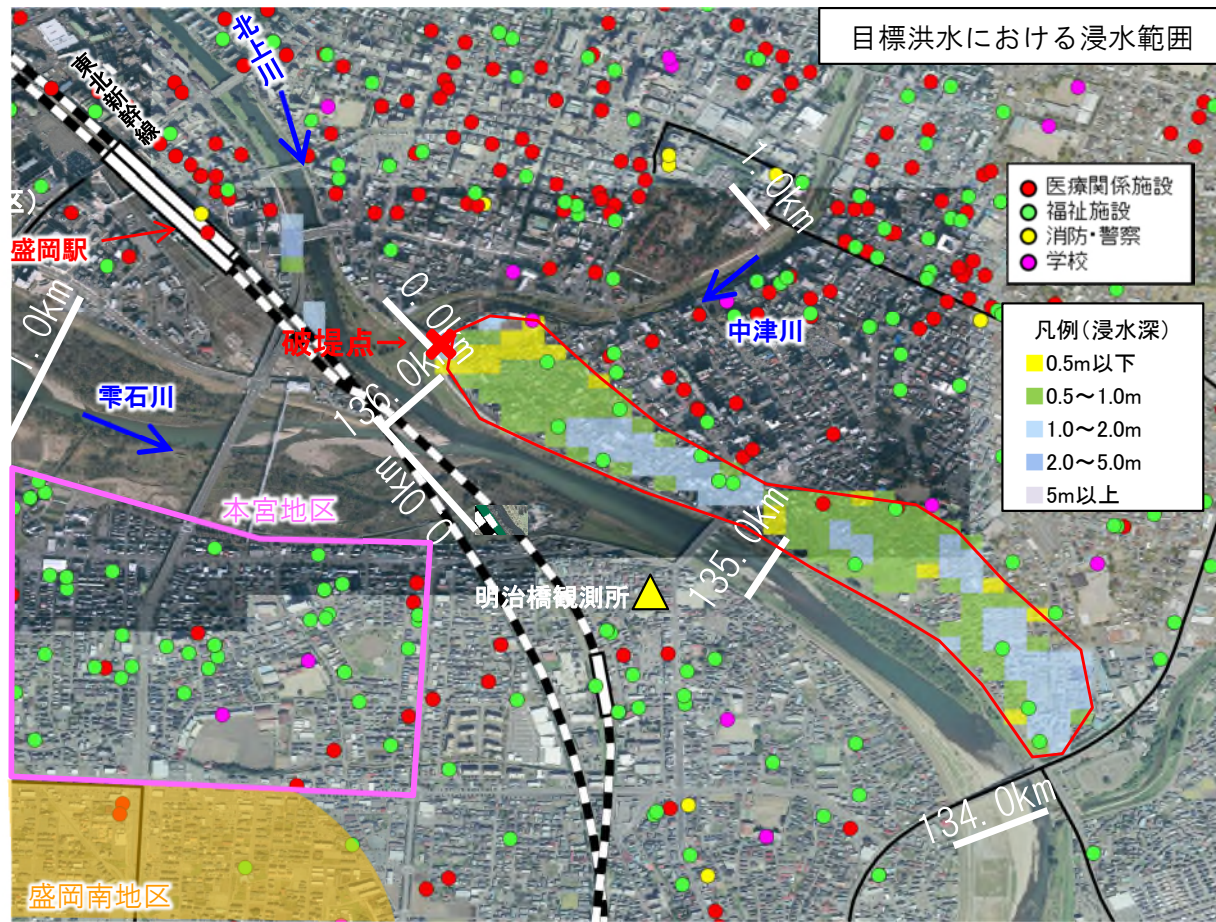 目標洪水における浸水範囲
北上川
東北新幹線
1.0km
医療関係施設
福祉施設
消防・警察
学校
区)
盛岡駅
0.0k
中津川
凡例(浸水深)
0.5m以下
0.5～1.0m
1.0～2.0m
2.0～5.0m
5m以上
破堤点→
1.0km
136.0km
雫石川
0.0km
本宮地区
135.0km
明治橋観測所
134.0km
盛岡南地区